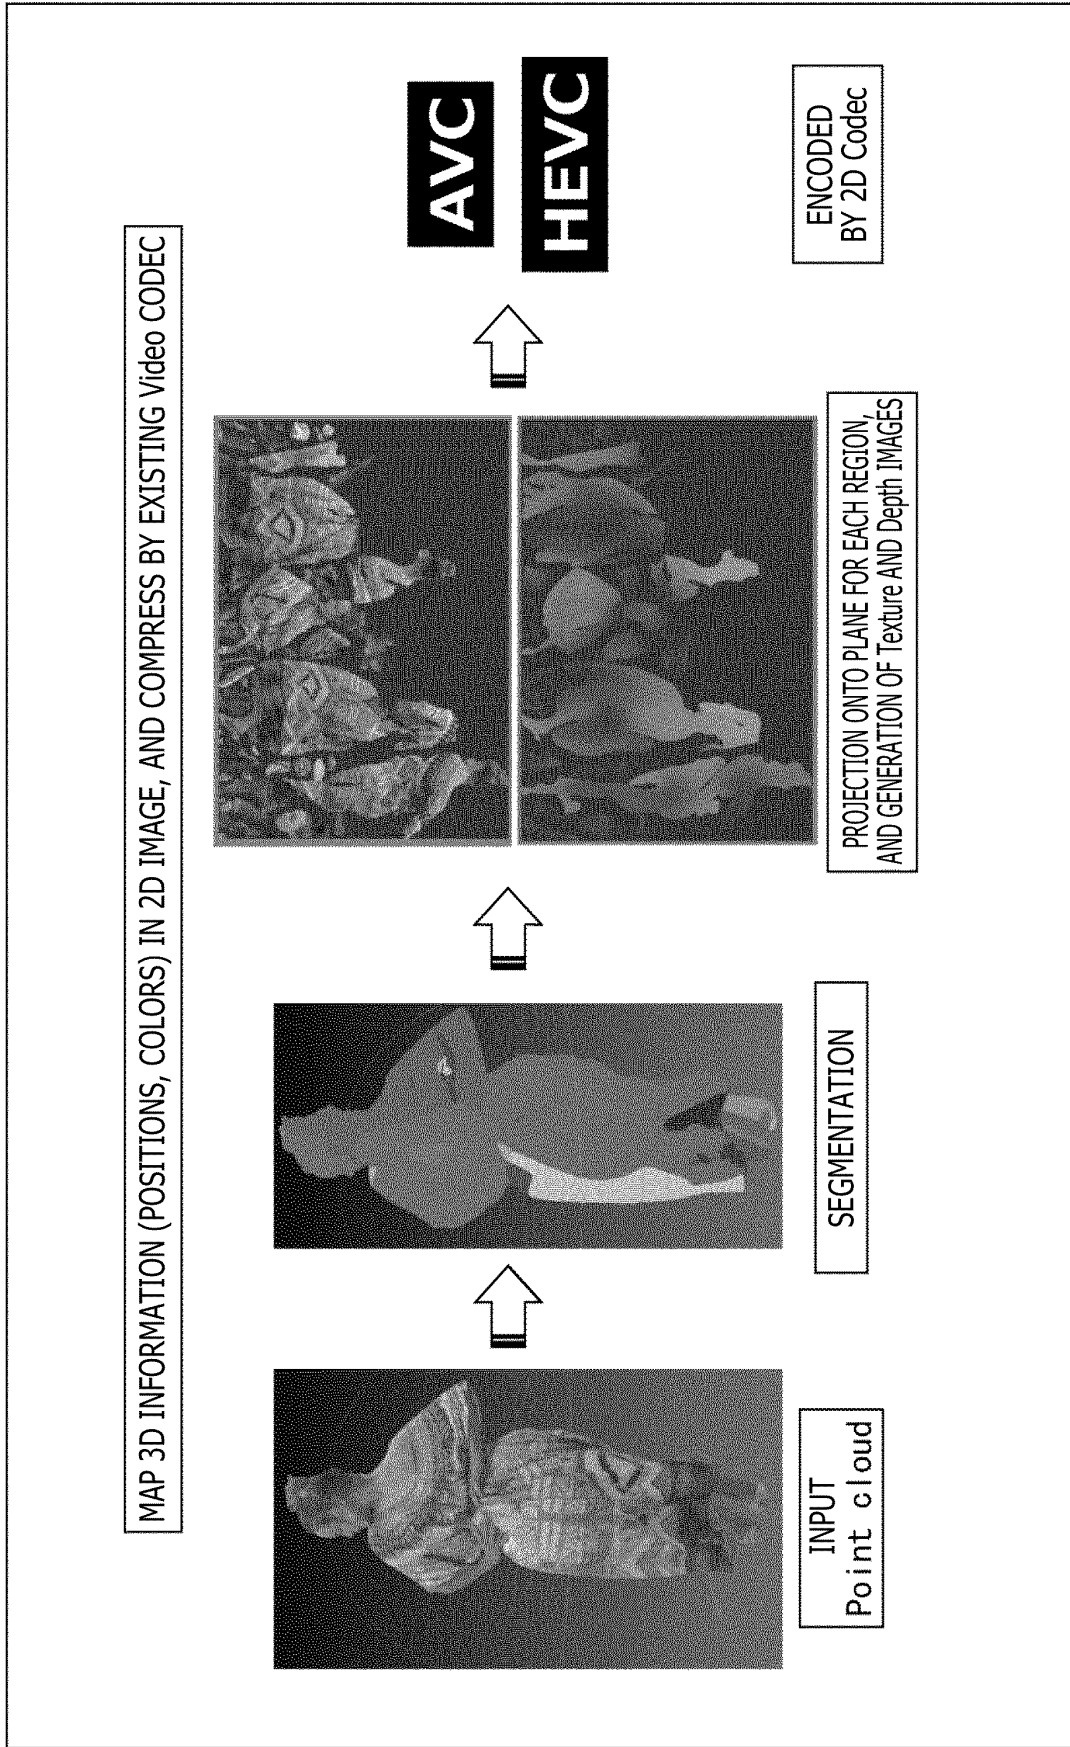 MAP 3D INFORMATION (POSITIONS, COLORS) IN 2D IMAGE, AND COMPRESS BY EXISTING Video CODEC
INPUT
Point cloud
SEGMENTATION
PROJECTION ONTO PLANE FOR EACH REGION,
AND GENERATION OF Texture AND Depth IMAGES
AVC
HEVC
ENCODED
BY 2D Codec